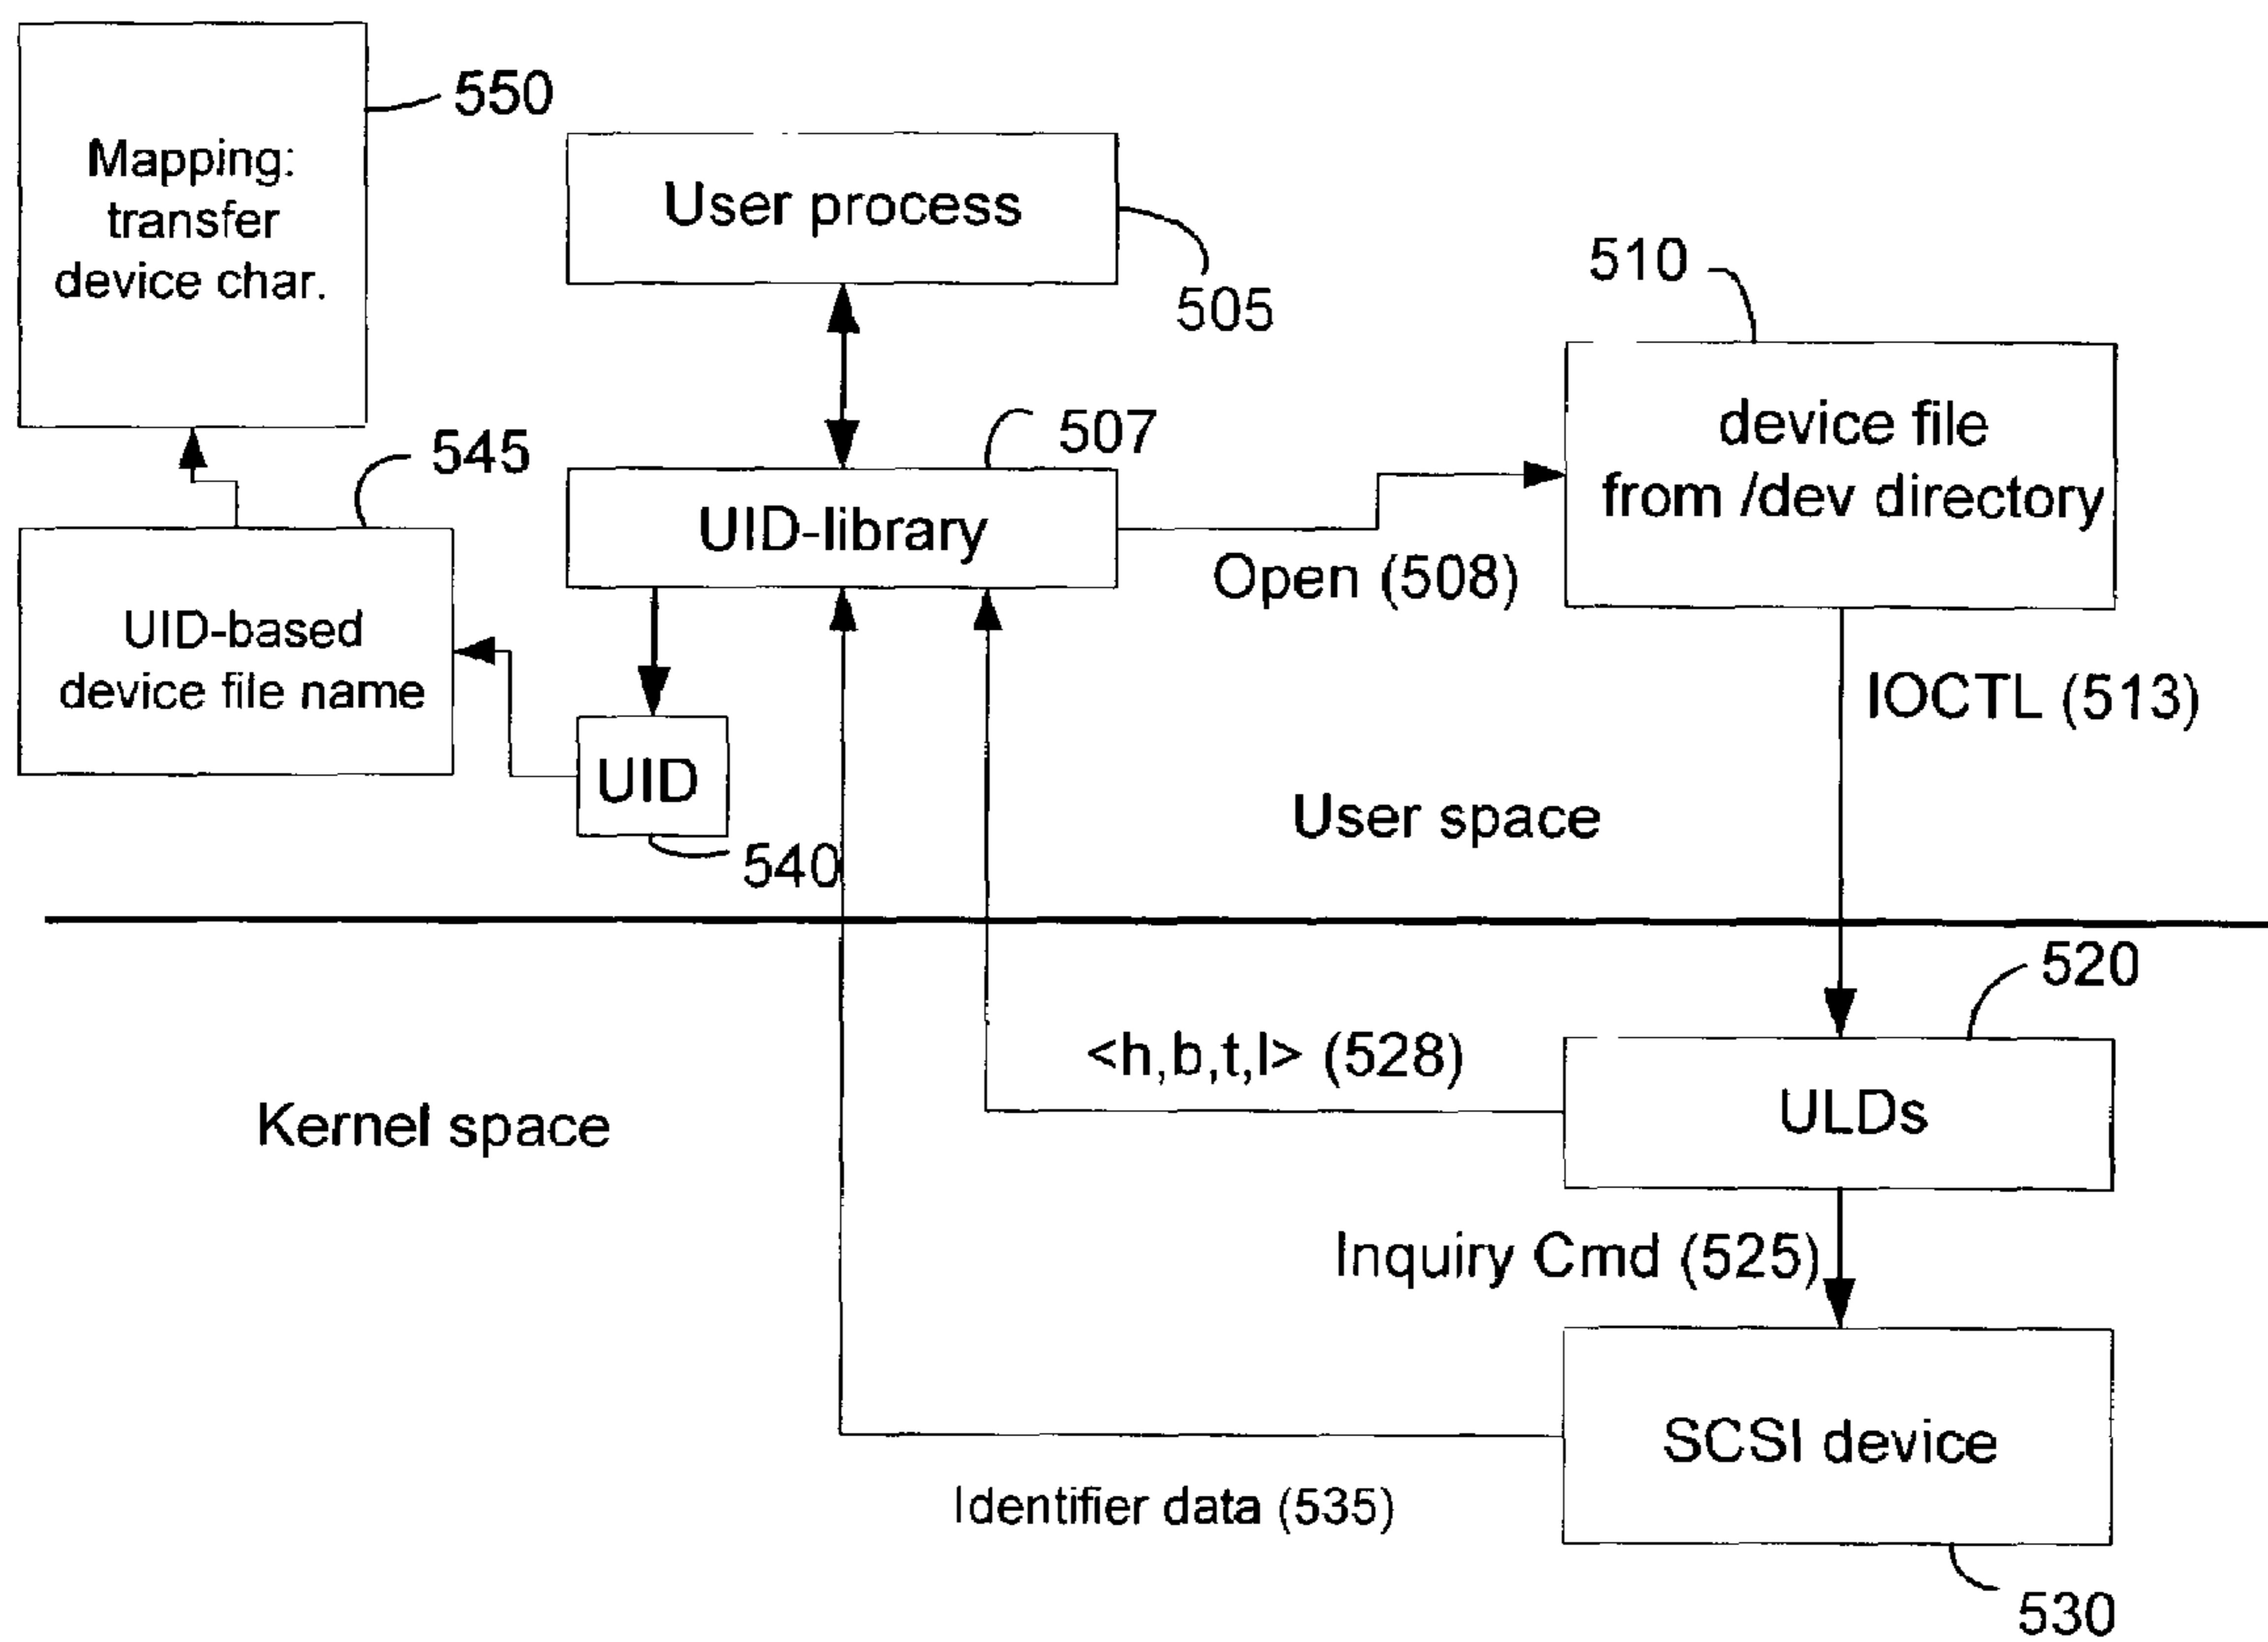 550
Mapping:
transfer
device char.
User process
505
510
device file
from /dev directory
507
545
UID-library
Open (508)
UID-based
device file name
IOCTL (513)
UID
540
User space
520
<h,b,t,l> (528)
ULDs
Kernel space
Inquiry Cmd (525)
SCSI device
Identifier data (535)
530